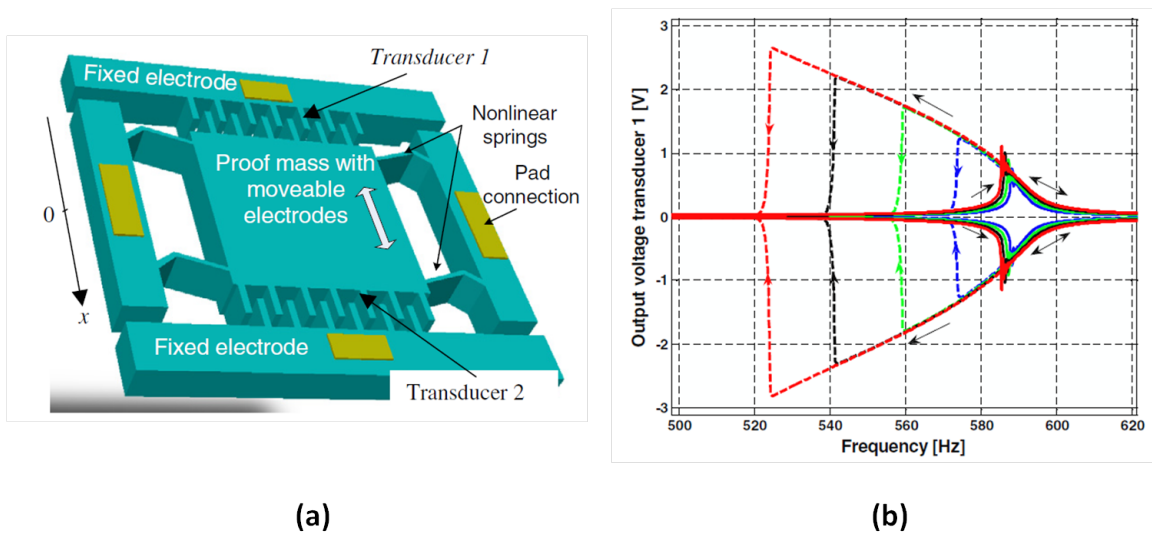 Transducer 1
Fixed electrode
Nonlinear
springs
Proof mass with
moveable
electrodes
Pad
connection
0
x
Fixed electrode
Transducer 2
(a)
Output voltage transducer 1 [V]
3
2
1
0
-1
-2
-3
500 520 540 560 580 600 620
Frequency [Hz]
(b)